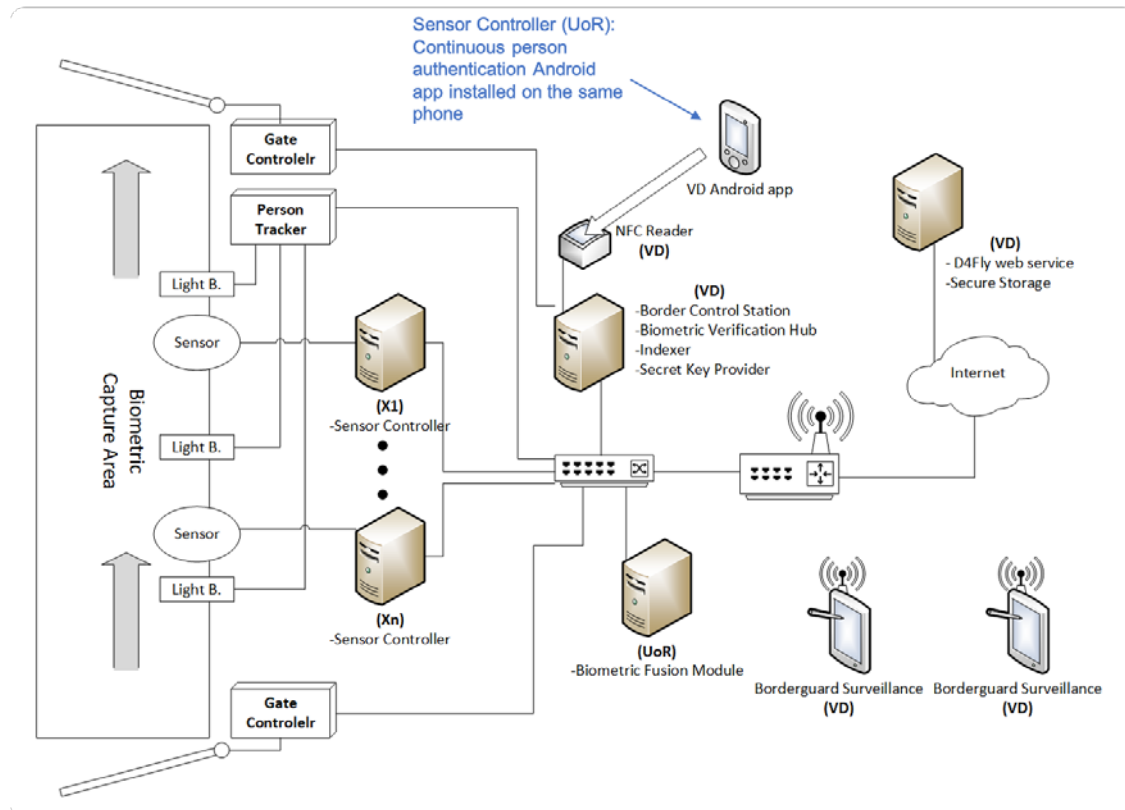 Sensor Controller (UoR):
Continuous person
authentication Android
app installed on the same
phone
Gate
Controlelr
VD Android app
Person
Tracker
NFC Reader
(VD)
(VD)
- D4Fly web service
-Secure Storage
Light B.
(VD)
-Border Control Station
-Biometric Verification Hub
-Indexer
-Secret Key Provider
Sensor
Internet
Biometric
Capture Area
(X1)
-Sensor Controller
Light B.
Sensor
Light B.
(Xn)
-Sensor Controller
(UoR)
-Biometric Fusion Module
Borderguard Surveillance
(VD)
Borderguard Surveillance
(VD)
Gate
Controlelr